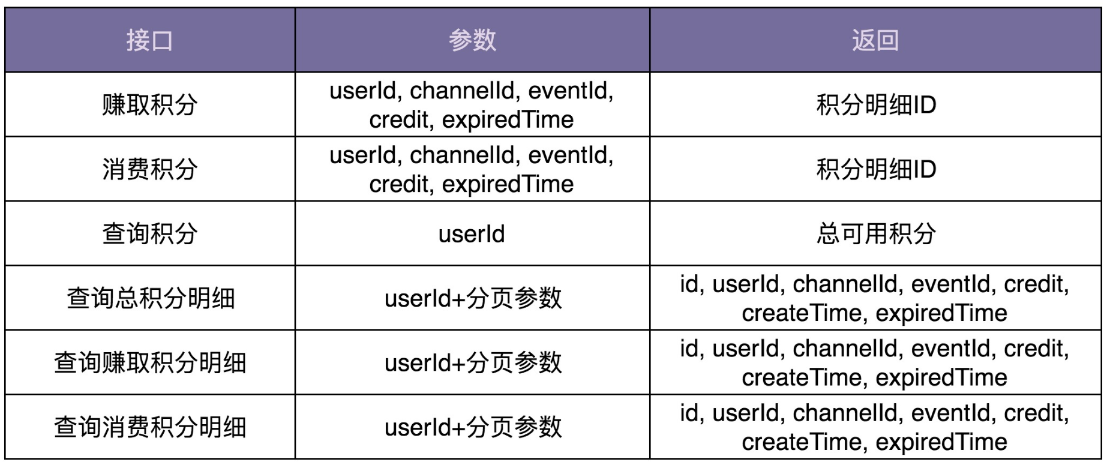 接口
参数
返回
赚取积分
userId, channelId, eventId,
credit, expiredTime
积分明细ID
消费积分
userId, channelId, eventId,
credit, expiredTime
积分明细ID
查询积分
userId
总可用积分
查询总积分明细
userId+分页参数
id, userId, channelId, eventId, credit,
createTime, expiredTime
查询赚取积分明细
userId+分页参数
id, userId, channelId, eventId, credit,
createTime, expiredTime
查询消费积分明细
userId+分页参数
id, userId, channelId, eventId, credit,
createTime, expiredTime